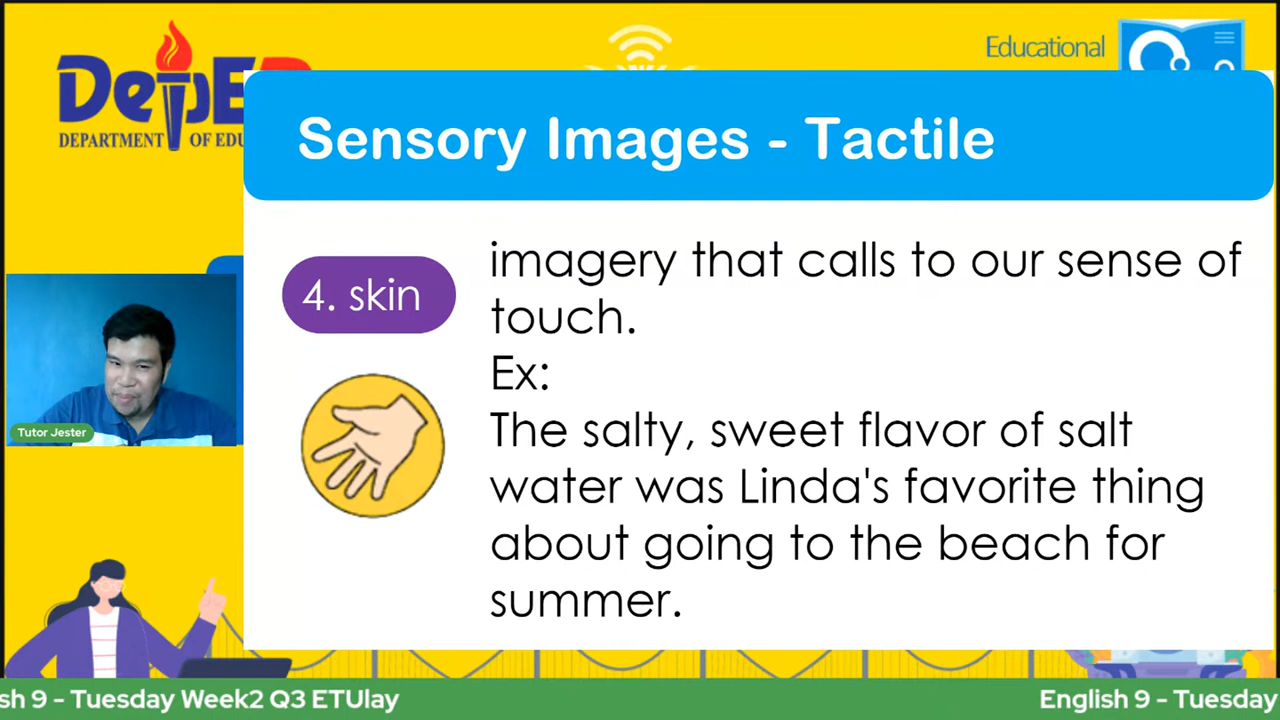 DepED
DEPARTMENT OF EDU
Educational
Sensory Images - Tactile
4. skin
imagery that calls to our sense of
touch.
Ex:
The salty, sweet flavor of salt
water was Linda's favorite thing
about going to the beach for
summer.
Tutor Jester
sh 9 - Tuesday Week2 Q3 ETUlay
English 9 - Tuesday